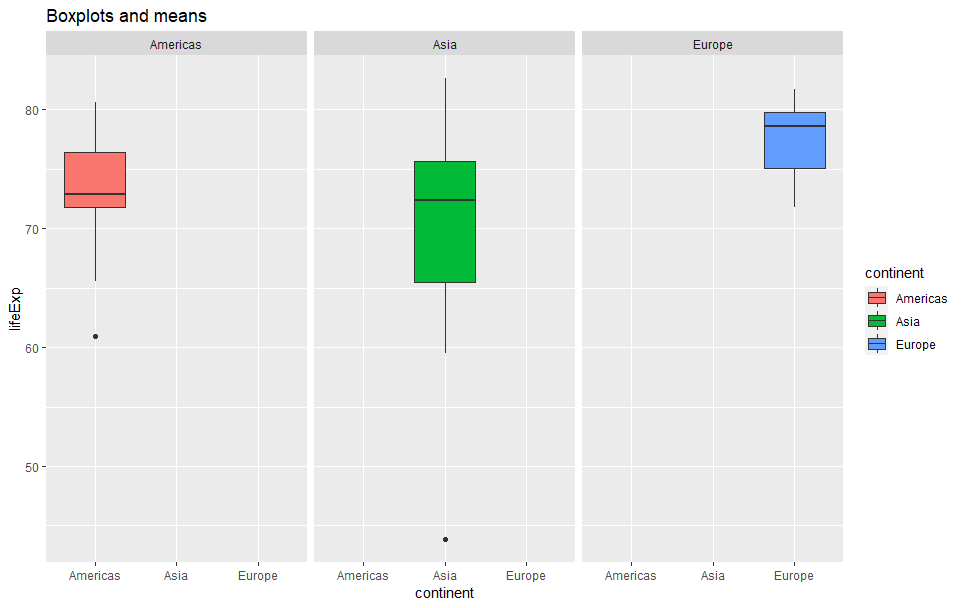 Boxplots and means
Americas Asia Europe
80
70
60
50
lifeExp
Americas Asia Europe Americas Asia Europe Americas Asia Europe
continent
continent
Americas
Asia
Europe